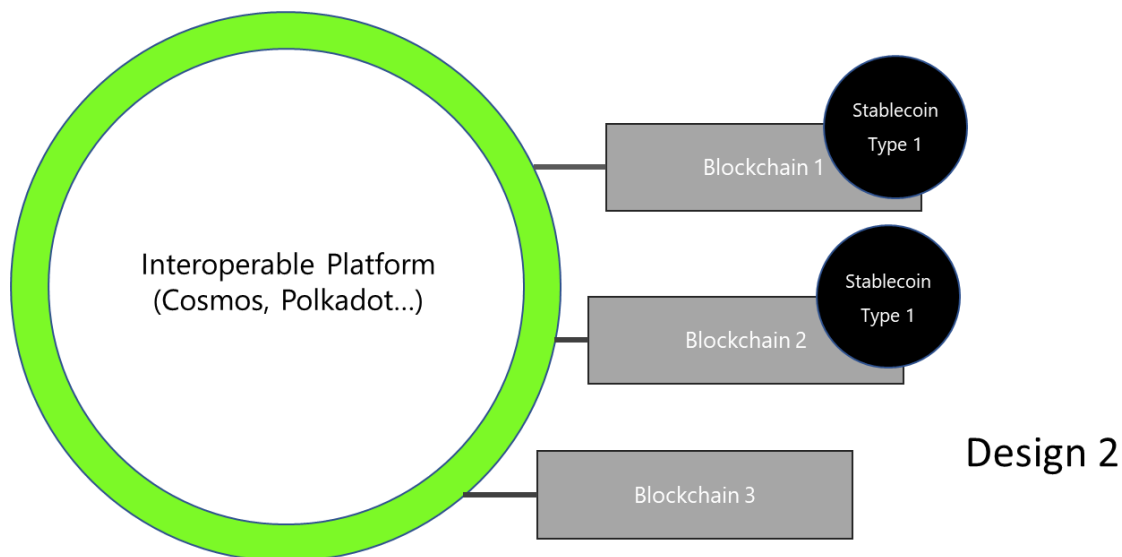 Stablecoin
Type 1
Blockchain 1
Interoperable Platform
(Cosmos, Polkadot...)
Stablecoin
Type 1
Blockchain 2
Design 2
Blockchain 3